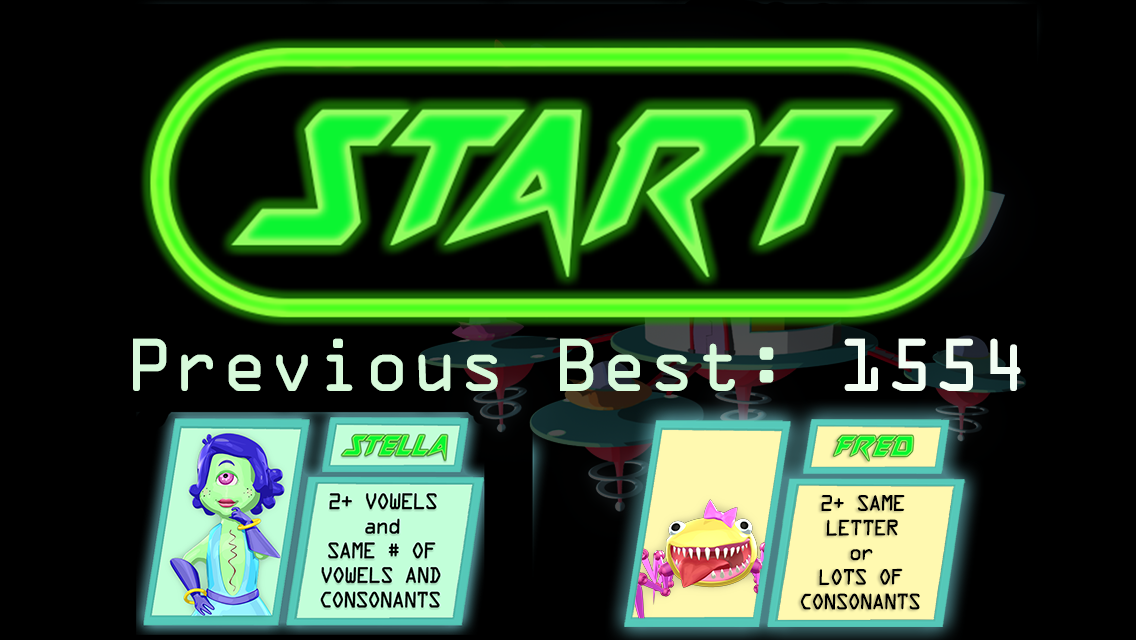 START
Previous Best: 1554
STELLA
2+ VOWELS
and
SAME # OF
VOWELS AND
CONSONANTS
FRED
2+ SAME
LETTER
or
LOTS OF
CONSONANTS